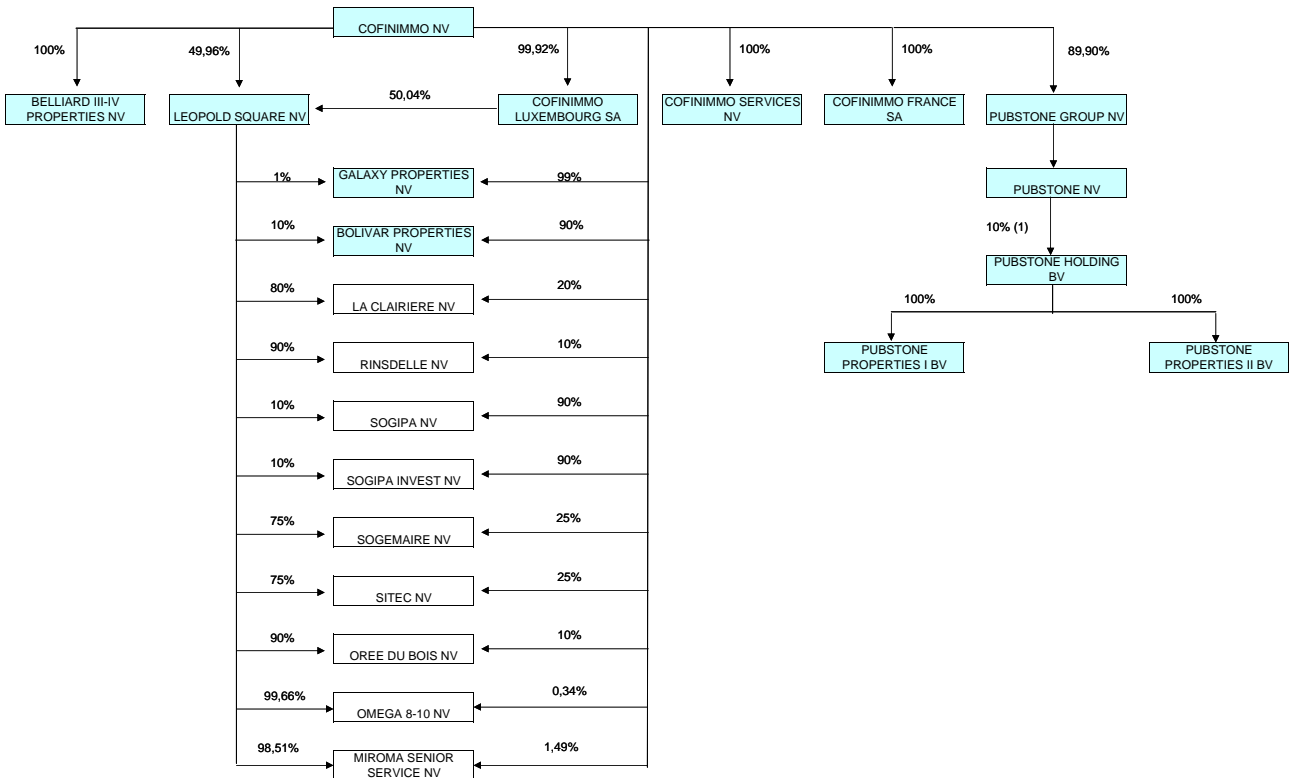 COFINIMMO NV
100%
49,96%
99,92%
100%
100%
89,90%
BELLIARD III-IV
PROPERTIES NV
LEOPOLD SQUARE NV
50,04%
COFINIMMO
LUXEMBOURG SA
COFINIMMO SERVICES
NV
COFINIMMO FRANCE
SA
PUBSTONE GROUP NV
1%
GALAXY PROPERTIES
NV
99%
PUBSTONE NV
10%
BOLIVAR PROPERTIES
NV
90%
10% (1)
PUBSTONE HOLDING
BV
80%
LA CLAIRIERE NV
20%
100%
100%
90%
RINSDELLE NV
10%
PUBSTONE
PROPERTIES I BV
PUBSTONE
PROPERTIES II BV
10%
SOGIPA NV
90%
10%
SOGIPA INVEST NV
90%
75%
SOGEMAIRE NV
25%
75%
SITEC NV
25%
90%
OREE DU BOIS NV
10%
99,66%
OMEGA 8-10 NV
0,34%
98,51%
MIROMA SENIOR
SERVICE NV
1,49%